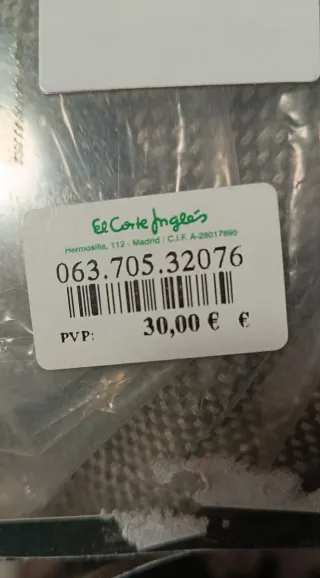 El Corte Inglés
Hermosilla, 112 - Madrid C.I.F. A-28017895
063.705.32076
PVP: 30,00 € €